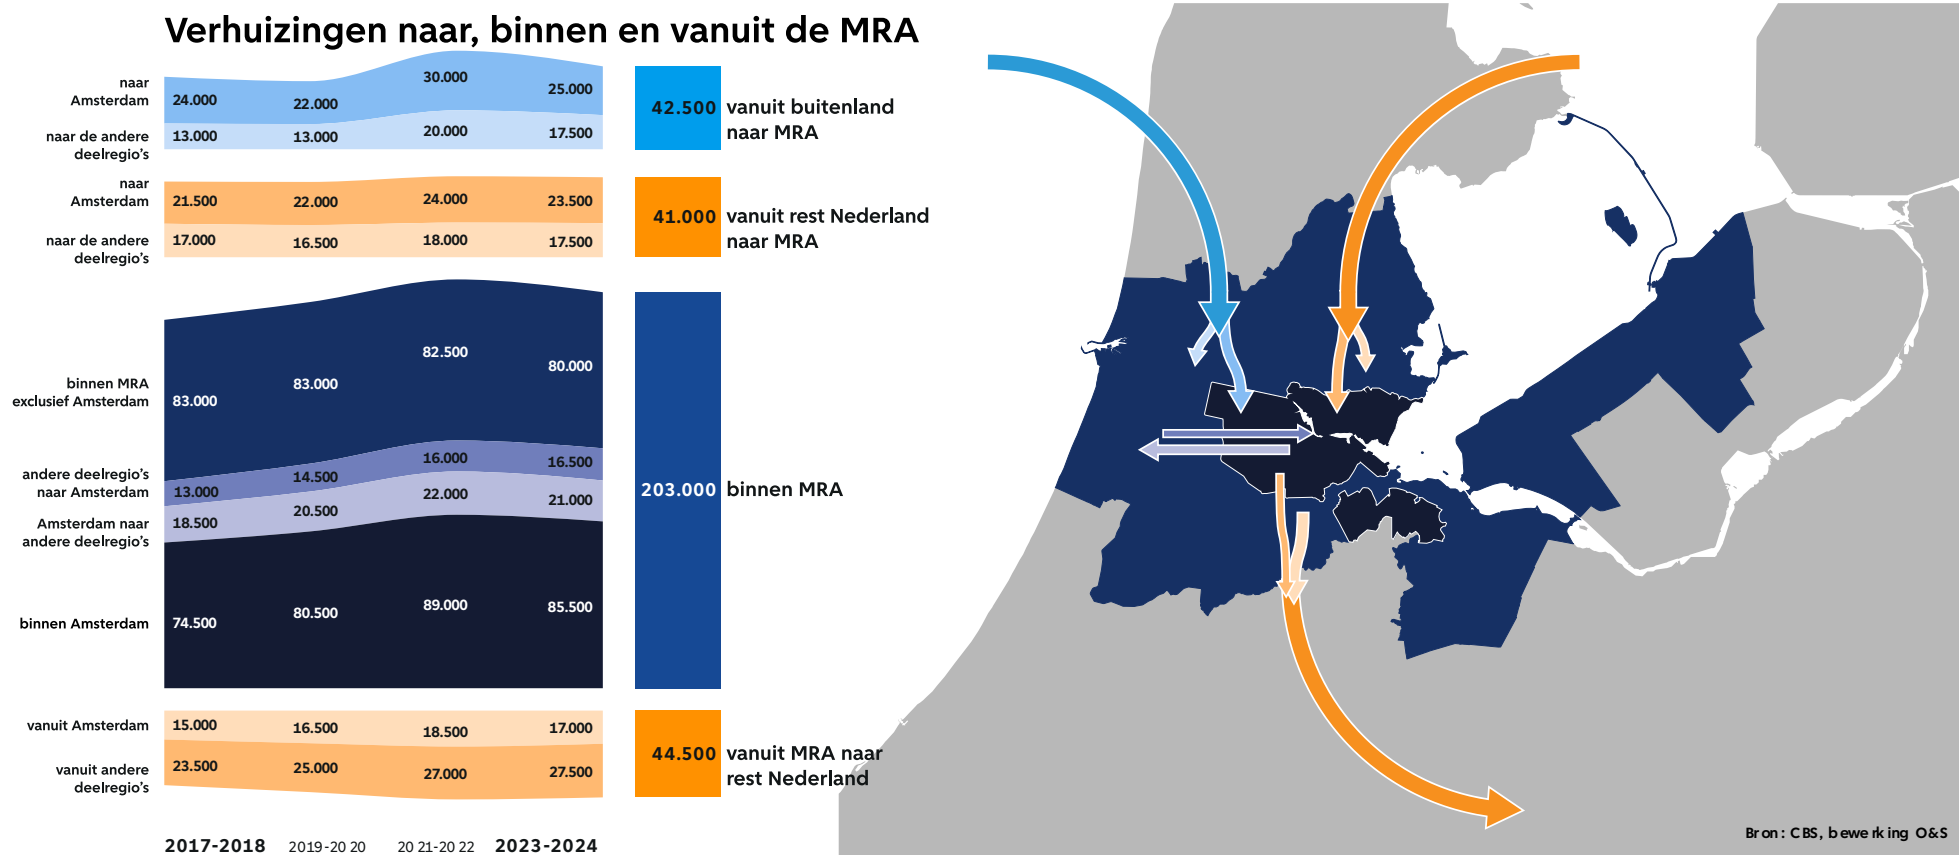 Verhuizingen naar, binnen en vanuit de MRA
naar
Amsterdam
24.000
22.000
30.000
25.000
naar de andere
deelregio's
13.000
13.000
20.000
17.500
42.500
vanuit buitenland
naar MRA
naar
Amsterdam
21.500
22.000
24.000
23.500
naar de andere
deelregio's
17.000
16.500
18.000
17.500
41.000
vanuit rest Nederland
naar MRA
binnen MRA
exclusief Amsterdam
83.000
83.000
82.500
80.000
andere deelregio's
naar Amsterdam
13.000
14.500
16.000
16.500
Amsterdam naar
andere deelregio's
18.500
20.500
22.000
21.000
binnen Amsterdam
74.500
80.500
89.000
85.500
203.000
binnen MRA
vanuit Amsterdam
15.000
16.500
18.500
17.000
vanuit andere
deelregio's
23.500
25.000
27.000
27.500
44.500
vanuit MRA naar
rest Nederland
2017-2018
2019-2020
2021-2022
2023-2024
Bron: CBS, bewerking O&S